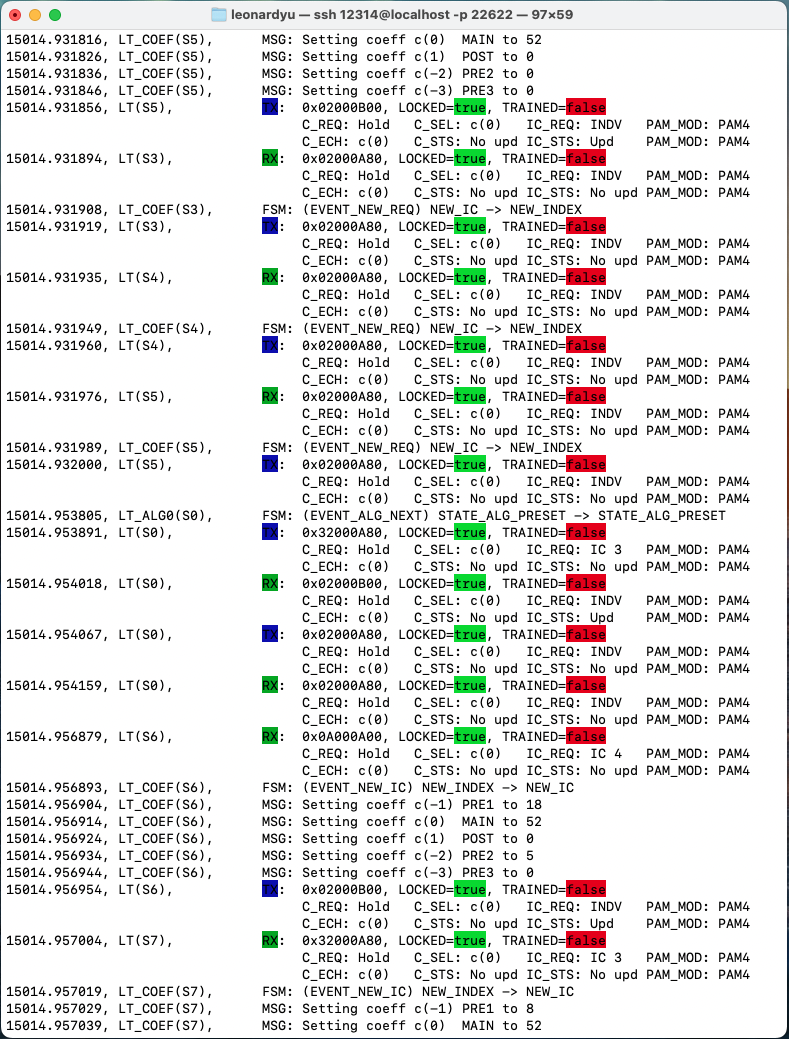 leonardyu — ssh 12314@localhost -p 22622 — 97×59
15014.931816, LT_COEF(S5), MSG: Setting coeff c(0) MAIN to 52
15014.931826, LT_COEF(S5), MSG: Setting coeff c(1) POST to 0
15014.931836, LT_COEF(S5), MSG: Setting coeff c(-2) PRE2 to 0
15014.931846, LT_COEF(S5), MSG: Setting coeff c(-3) PRE3 to 0
15014.931856, LT(S5), TX: 0x02000B00, LOCKED=true, TRAINED=false
C_REQ: Hold C_SEL: c(0) IC_REQ: INDV PAM_MOD: PAM4
C_ECH: c(0) C_STS: No upd IC_STS: Upd PAM_MOD: PAM4
15014.931894, LT(S3), RX: 0x02000A80, LOCKED=true, TRAINED=false
C_REQ: Hold C_SEL: c(0) IC_REQ: INDV PAM_MOD: PAM4
C_ECH: c(0) C_STS: No upd IC_STS: No upd PAM_MOD: PAM4
15014.931908, LT_COEF(S3), FSM: (EVENT_NEW_REQ) NEW_IC -> NEW_INDEX
15014.931919, LT(S3), TX: 0x02000A80, LOCKED=true, TRAINED=false
C_REQ: Hold C_SEL: c(0) IC_REQ: INDV PAM_MOD: PAM4
C_ECH: c(0) C_STS: No upd IC_STS: No upd PAM_MOD: PAM4
15014.931935, LT(S4), RX: 0x02000A80, LOCKED=true, TRAINED=false
C_REQ: Hold C_SEL: c(0) IC_REQ: INDV PAM_MOD: PAM4
C_ECH: c(0) C_STS: No upd IC_STS: No upd PAM_MOD: PAM4
15014.931949, LT_COEF(S4), FSM: (EVENT_NEW_REQ) NEW_IC -> NEW_INDEX
15014.931960, LT(S4), TX: 0x02000A80, LOCKED=true, TRAINED=false
C_REQ: Hold C_SEL: c(0) IC_REQ: INDV PAM_MOD: PAM4
C_ECH: c(0) C_STS: No upd IC_STS: No upd PAM_MOD: PAM4
15014.931976, LT(S5), RX: 0x02000A80, LOCKED=true, TRAINED=false
C_REQ: Hold C_SEL: c(0) IC_REQ: INDV PAM_MOD: PAM4
C_ECH: c(0) C_STS: No upd IC_STS: No upd PAM_MOD: PAM4
15014.931989, LT_COEF(S5), FSM: (EVENT_NEW_REQ) NEW_IC -> NEW_INDEX
15014.932000, LT(S5), TX: 0x02000A80, LOCKED=true, TRAINED=false
C_REQ: Hold C_SEL: c(0) IC_REQ: INDV PAM_MOD: PAM4
C_ECH: c(0) C_STS: No upd IC_STS: No upd PAM_MOD: PAM4
15014.953805, LT_ALG0(S0), FSM: (EVENT_ALG_NEXT) STATE_ALG_PRESET -> STATE_ALG_PRESET
15014.953891, LT(S0), TX: 0x32000A80, LOCKED=true, TRAINED=false
C_REQ: Hold C_SEL: c(0) IC_REQ: IC 3 PAM_MOD: PAM4
C_ECH: c(0) C_STS: No upd IC_STS: No upd PAM_MOD: PAM4
15014.954018, LT(S0), RX: 0x02000B00, LOCKED=true, TRAINED=false
C_REQ: Hold C_SEL: c(0) IC_REQ: INDV PAM_MOD: PAM4
C_ECH: c(0) C_STS: No upd IC_STS: Upd PAM_MOD: PAM4
15014.954067, LT(S0), TX: 0x02000A80, LOCKED=true, TRAINED=false
C_REQ: Hold C_SEL: c(0) IC_REQ: INDV PAM_MOD: PAM4
C_ECH: c(0) C_STS: No upd IC_STS: No upd PAM_MOD: PAM4
15014.954159, LT(S0), RX: 0x02000A80, LOCKED=true, TRAINED=false
C_REQ: Hold C_SEL: c(0) IC_REQ: INDV PAM_MOD: PAM4
C_ECH: c(0) C_STS: No upd IC_STS: No upd PAM_MOD: PAM4
15014.956879, LT(S6), RX: 0x0A000A00, LOCKED=true, TRAINED=false
C_REQ: Hold C_SEL: c(0) IC_REQ: IC 4 PAM_MOD: PAM4
C_ECH: c(0) C_STS: No upd IC_STS: No upd PAM_MOD: PAM4
15014.956893, LT_COEF(S6), FSM: (EVENT_NEW_IC) NEW_INDEX -> NEW_IC
15014.956904, LT_COEF(S6), MSG: Setting coeff c(-1) PRE1 to 18
15014.956914, LT_COEF(S6), MSG: Setting coeff c(0) MAIN to 52
15014.956924, LT_COEF(S6), MSG: Setting coeff c(1) POST to 0
15014.956934, LT_COEF(S6), MSG: Setting coeff c(-2) PRE2 to 5
15014.956944, LT_COEF(S6), MSG: Setting coeff c(-3) PRE3 to 0
15014.956954, LT(S6), TX: 0x02000B00, LOCKED=true, TRAINED=false
C_REQ: Hold C_SEL: c(0) IC_REQ: INDV PAM_MOD: PAM4
C_ECH: c(0) C_STS: No upd IC_STS: Upd PAM_MOD: PAM4
15014.957004, LT(S7), RX: 0x32000A80, LOCKED=true, TRAINED=false
C_REQ: Hold C_SEL: c(0) IC_REQ: IC 3 PAM_MOD: PAM4
C_ECH: c(0) C_STS: No upd IC_STS: No upd PAM_MOD: PAM4
15014.957019, LT_COEF(S7), FSM: (EVENT_NEW_IC) NEW_INDEX -> NEW_IC
15014.957029, LT_COEF(S7), MSG: Setting coeff c(-1) PRE1 to 8
15014.957039, LT_COEF(S7), MSG: Setting coeff c(0) MAIN to 52